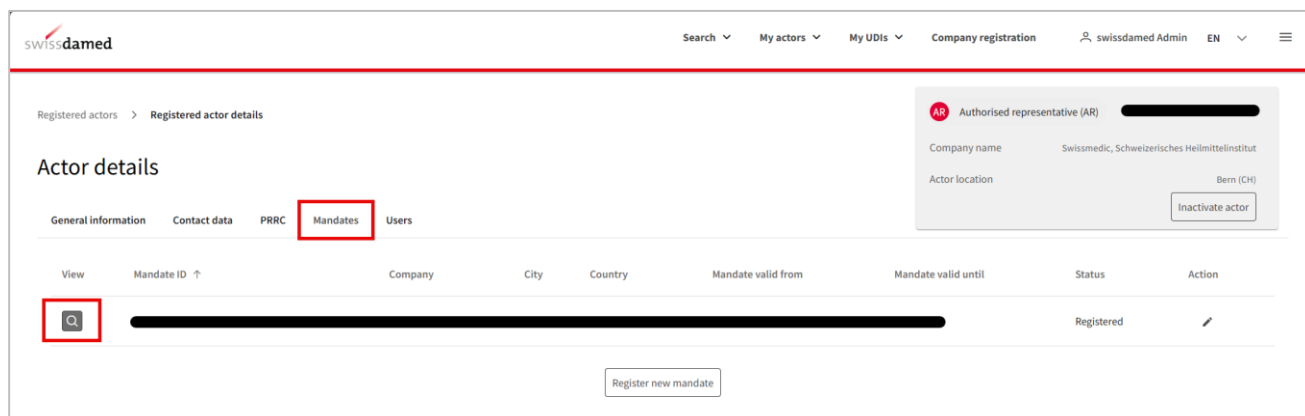 swissdamed
Search My actors My UDIs Company registration swissdamed Admin EN
Registered actors > Registered actor details
Actor details
AR Authorised representative (AR)
Company name Swissmedic, Schweizerisches Heilmittelinstitut
Actor location Bern (CH)
Inactivate actor
General information Contact data PRRC Mandates Users
View Mandate ID ↑ Company City Country Mandate valid from Mandate valid until Status Action
Registered
Register new mandate